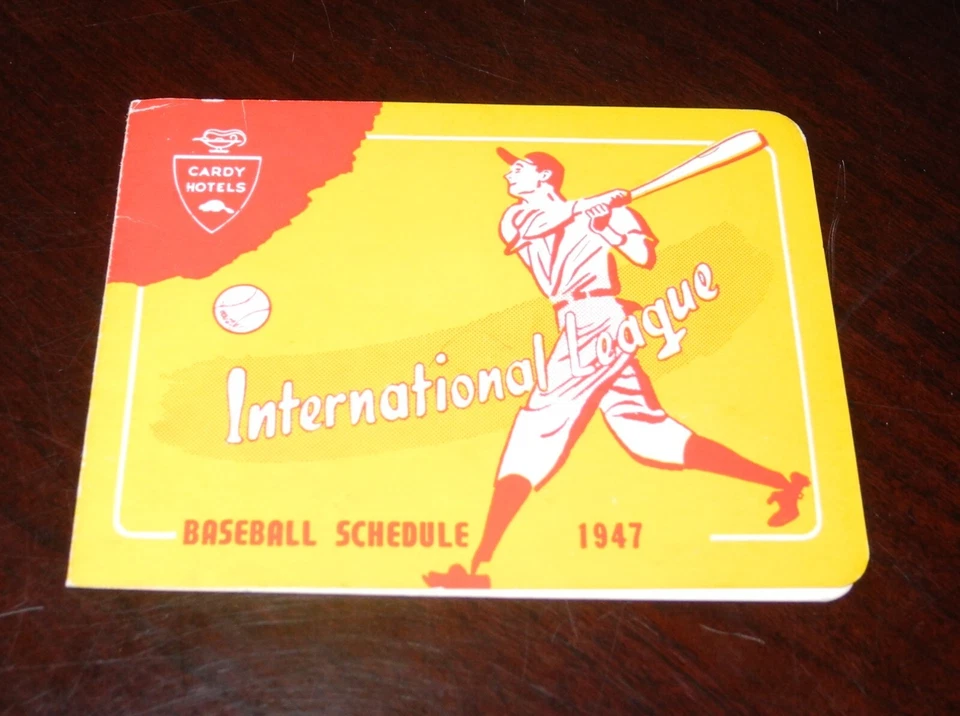 CARDY
HOTELS
International League
BASEBALL SCHEDULE 1947